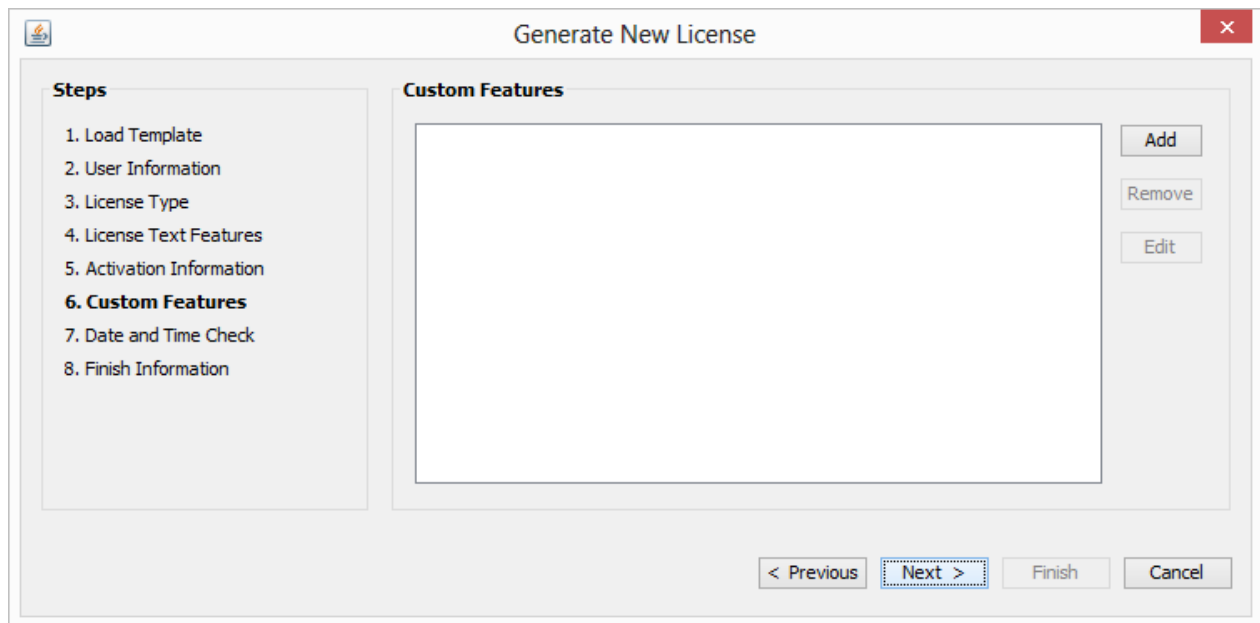 Generate New License
Steps
1. Load Template
2. User Information
3. License Type
4. License Text Features
5. Activation Information
6. Custom Features
7. Date and Time Check
8. Finish Information
Custom Features
Add
Remove
Edit
< Previous
Next >
Finish
Cancel